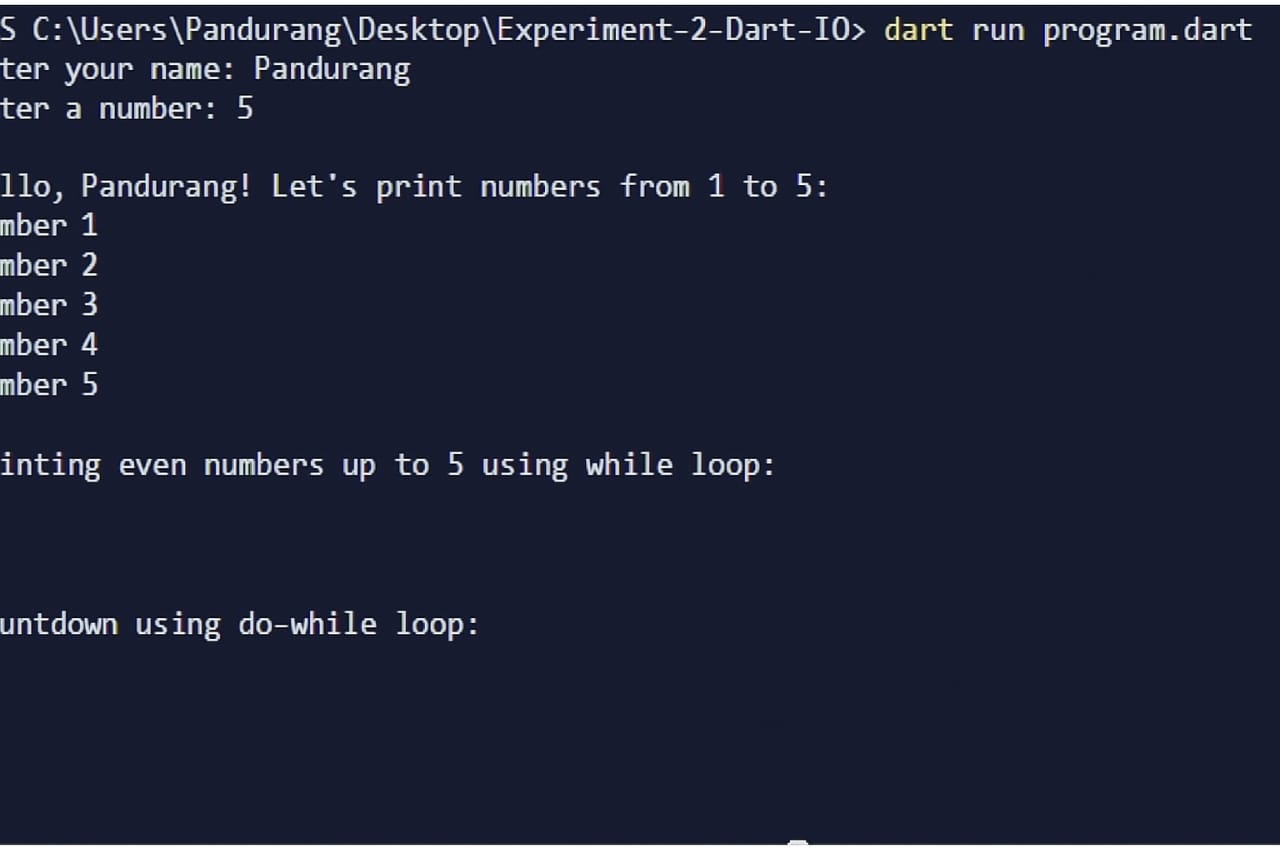 S C:\Users\Pandurang\Desktop\Experiment-2-Dart-IO> dart run program.dart
ter your name: Pandurang
ter a number: 5
llo, Pandurang! Let's print numbers from 1 to 5:
mber 1
mber 2
mber 3
mber 4
mber 5
inting even numbers up to 5 using while loop:
untdown using do-while loop: